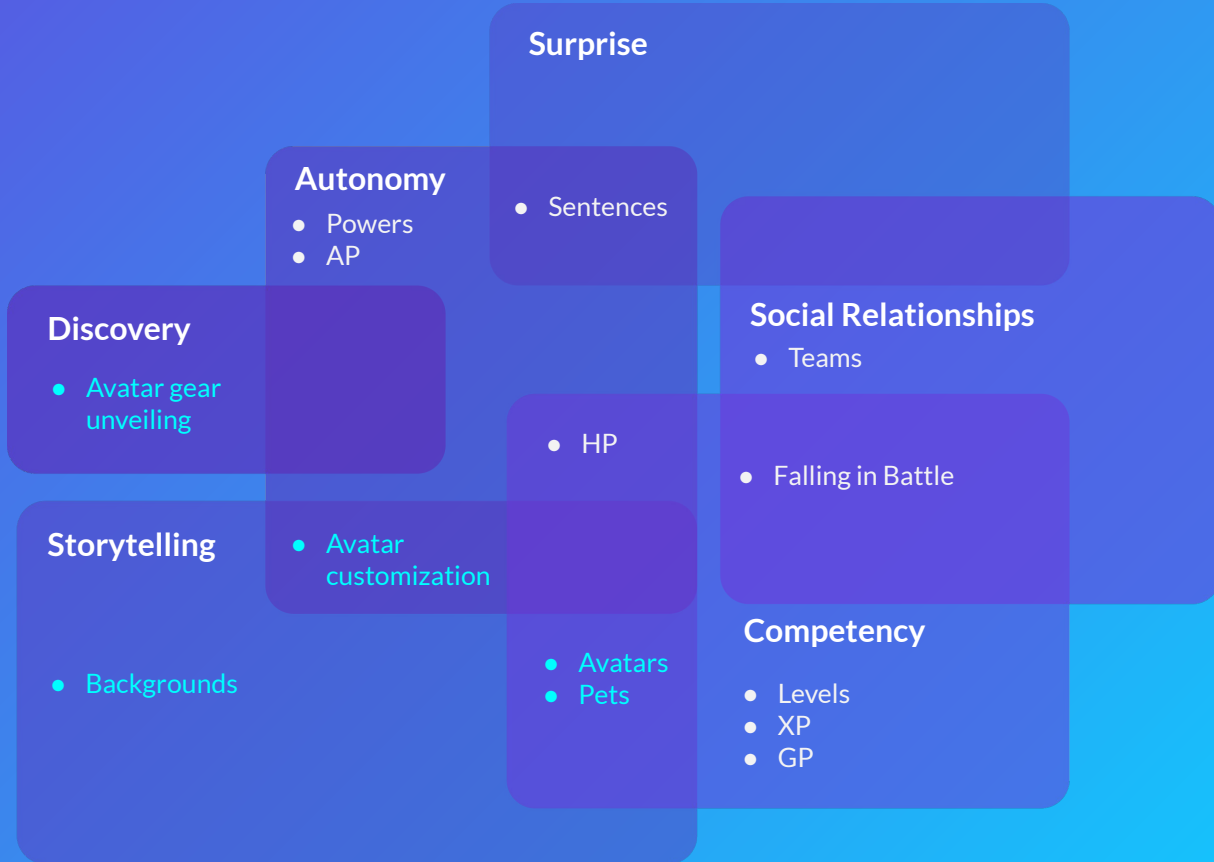 Surprise
Autonomy
● Powers
● AP
● Sentences
Discovery
● Avatar gear
unveiling
Social Relationships
● Teams
● HP
● Falling in Battle
Storytelling
● Avatar
customization
● Backgrounds
● Avatars
● Pets
Competency
● Levels
● XP
● GP